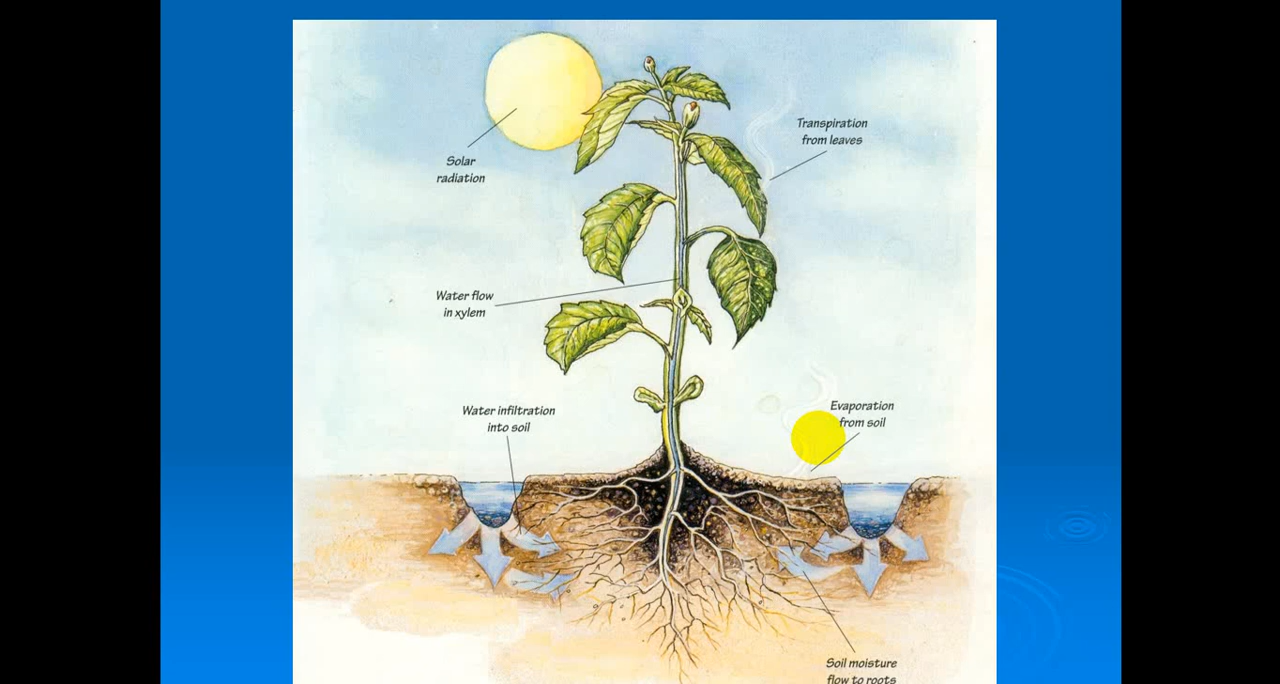 Transpiration
from leaves
Solar
radiation
Water flow
in xylem
Evaporation
from soil
Water infiltration
into soil
Soil moisture
flow to roots